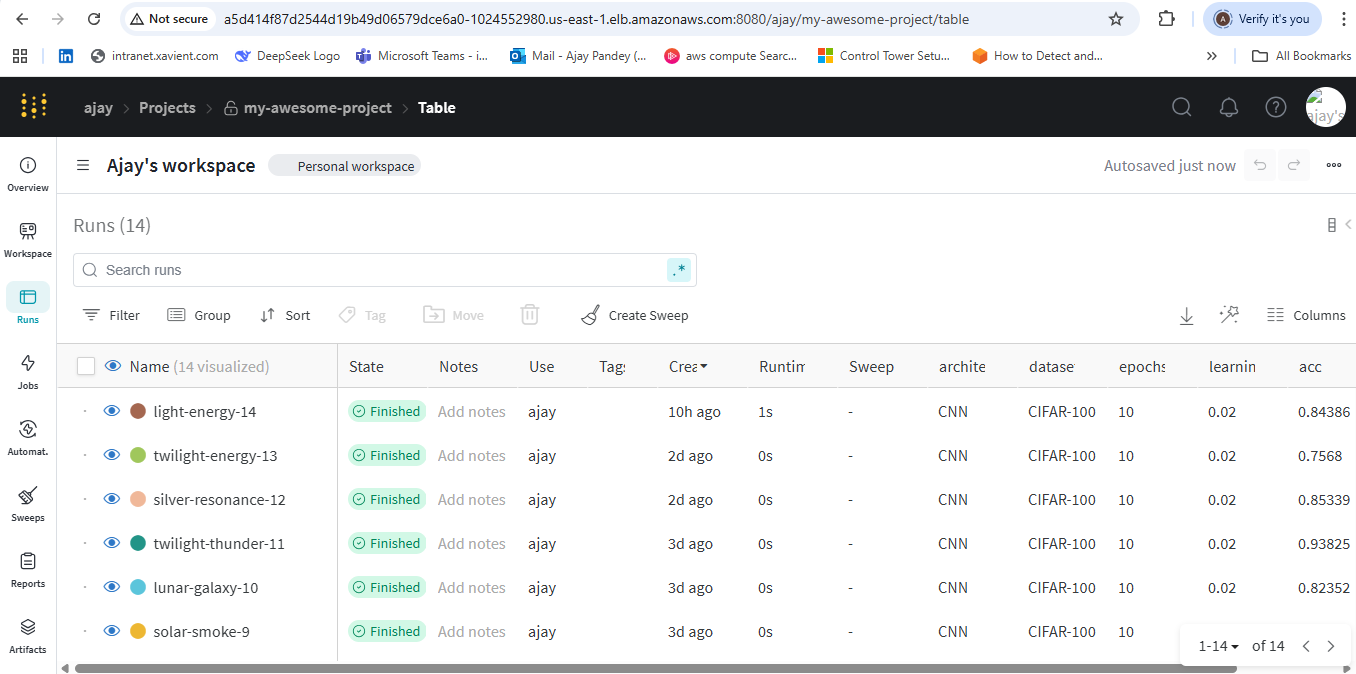 Not secure a5d414f87d2544d19b49d06579dce6a0-1024552980.us-east-1.elb.amazonaws.com:8080/ajay/my-awesome-project/table A Verify it's you
intranet.xavient.com DeepSeek Logo Microsoft Teams - i... Mail - Ajay Pandey (... aws compute Searc... Control Tower Setu... How to Detect and... » All Bookmarks
ajay Projects my-awesome-project Table ajay's
Overview
Workspace
Runs
Jobs
Automat.
Sweeps
Reports
Artifacts
Ajay's workspace Personal workspace Autosaved just now
Runs (14)
Search runs .*
Filter Group Sort Tag Move Create Sweep Columns
Name (14 visualized) State Notes Use Tags Crea Runtim Sweep archite datase epochs learnin acc
light-energy-14 Finished Add notes ajay 10h ago 1s - CNN CIFAR-100 10 0.02 0.84386
twilight-energy-13 Finished Add notes ajay 2d ago 0s - CNN CIFAR-100 10 0.02 0.7568
silver-resonance-12 Finished Add notes ajay 2d ago 0s - CNN CIFAR-100 10 0.02 0.85339
twilight-thunder-11 Finished Add notes ajay 3d ago 0s - CNN CIFAR-100 10 0.02 0.93825
lunar-galaxy-10 Finished Add notes ajay 3d ago 0s - CNN CIFAR-100 10 0.02 0.82352
solar-smoke-9 Finished Add notes ajay 3d ago 0s - CNN CIFAR-100 10
1-14 of 14